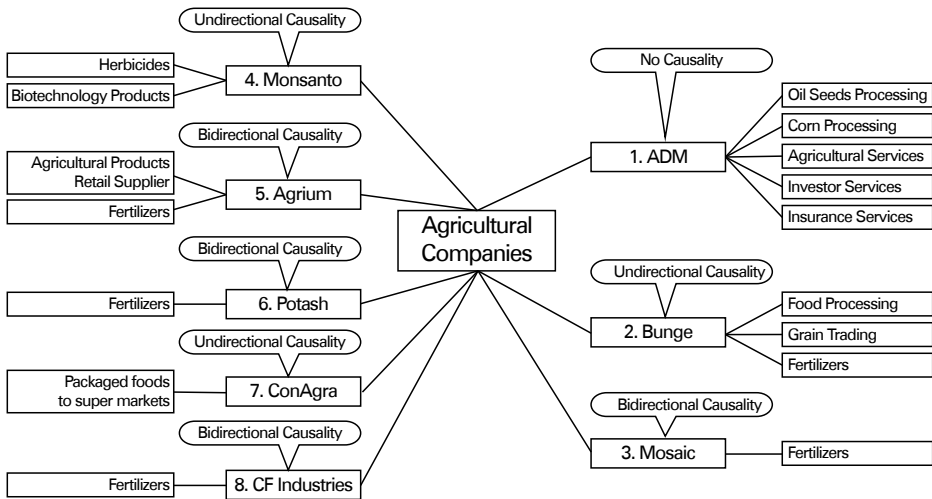 Undirectional Causality
4. Monsanto
Herbicides
Biotechnology Products
Bidirectional Causality
5. Agrium
Agricultural Products
Retail Supplier
Fertilizers
Bidirectional Causality
6. Potash
Fertilizers
Undirectional Causality
7. ConAgra
Packaged foods
to super markets
Bidirectional Causality
8. CF Industries
Fertilizers
Agricultural
Companies
No Causality
1. ADM
Oil Seeds Processing
Corn Processing
Agricultural Services
Investor Services
Insurance Services
Undirectional Causality
2. Bunge
Food Processing
Grain Trading
Fertilizers
Bidirectional Causality
3. Mosaic
Fertilizers